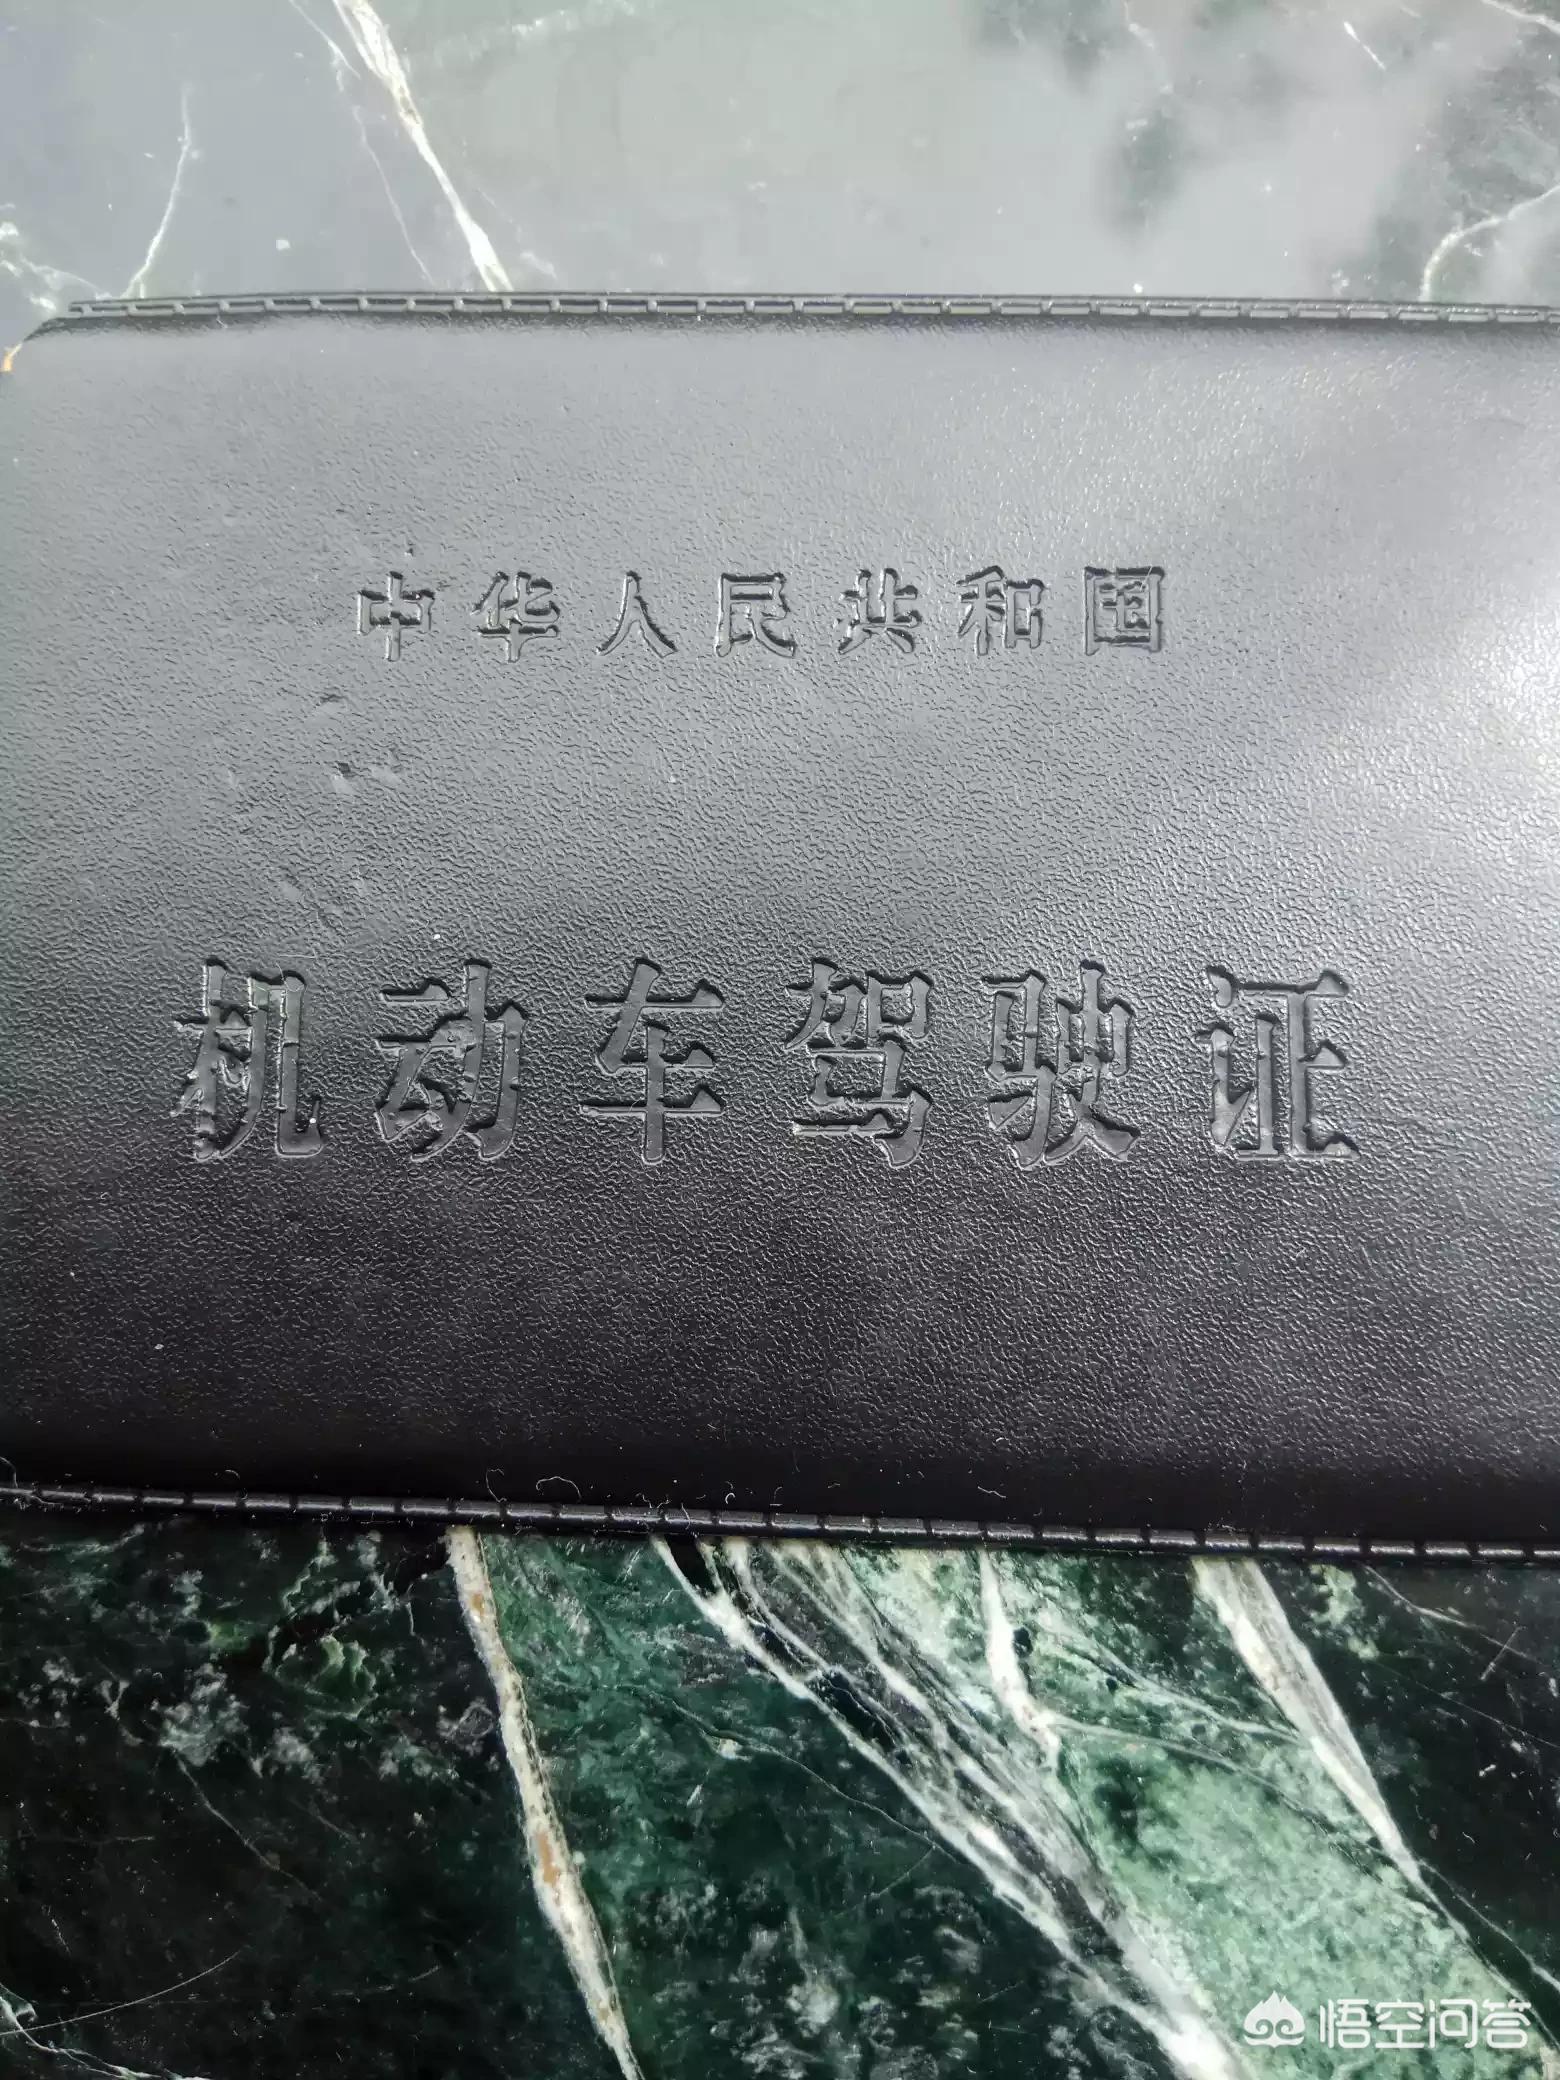 中华人民共和国
机动车驾驶证
悟空问答